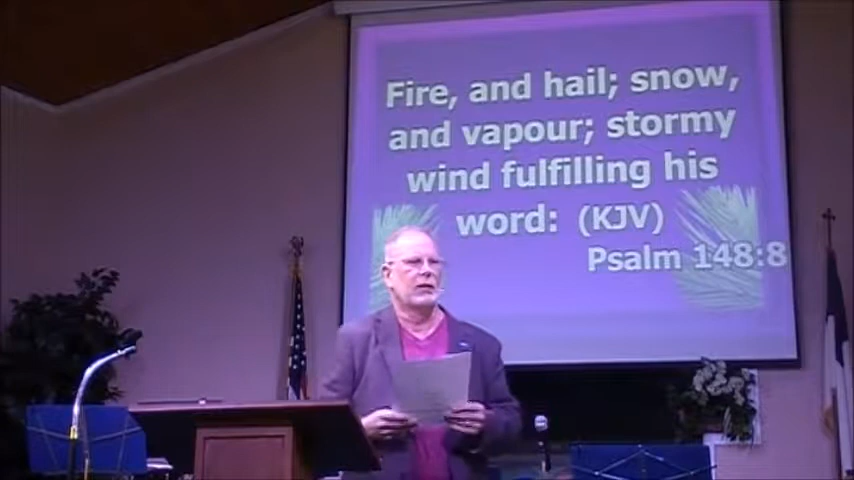 Fire, and hail; snow,
and vapour; stormy
wind fulfilling his
word: (KJV)
Psalm 148:8